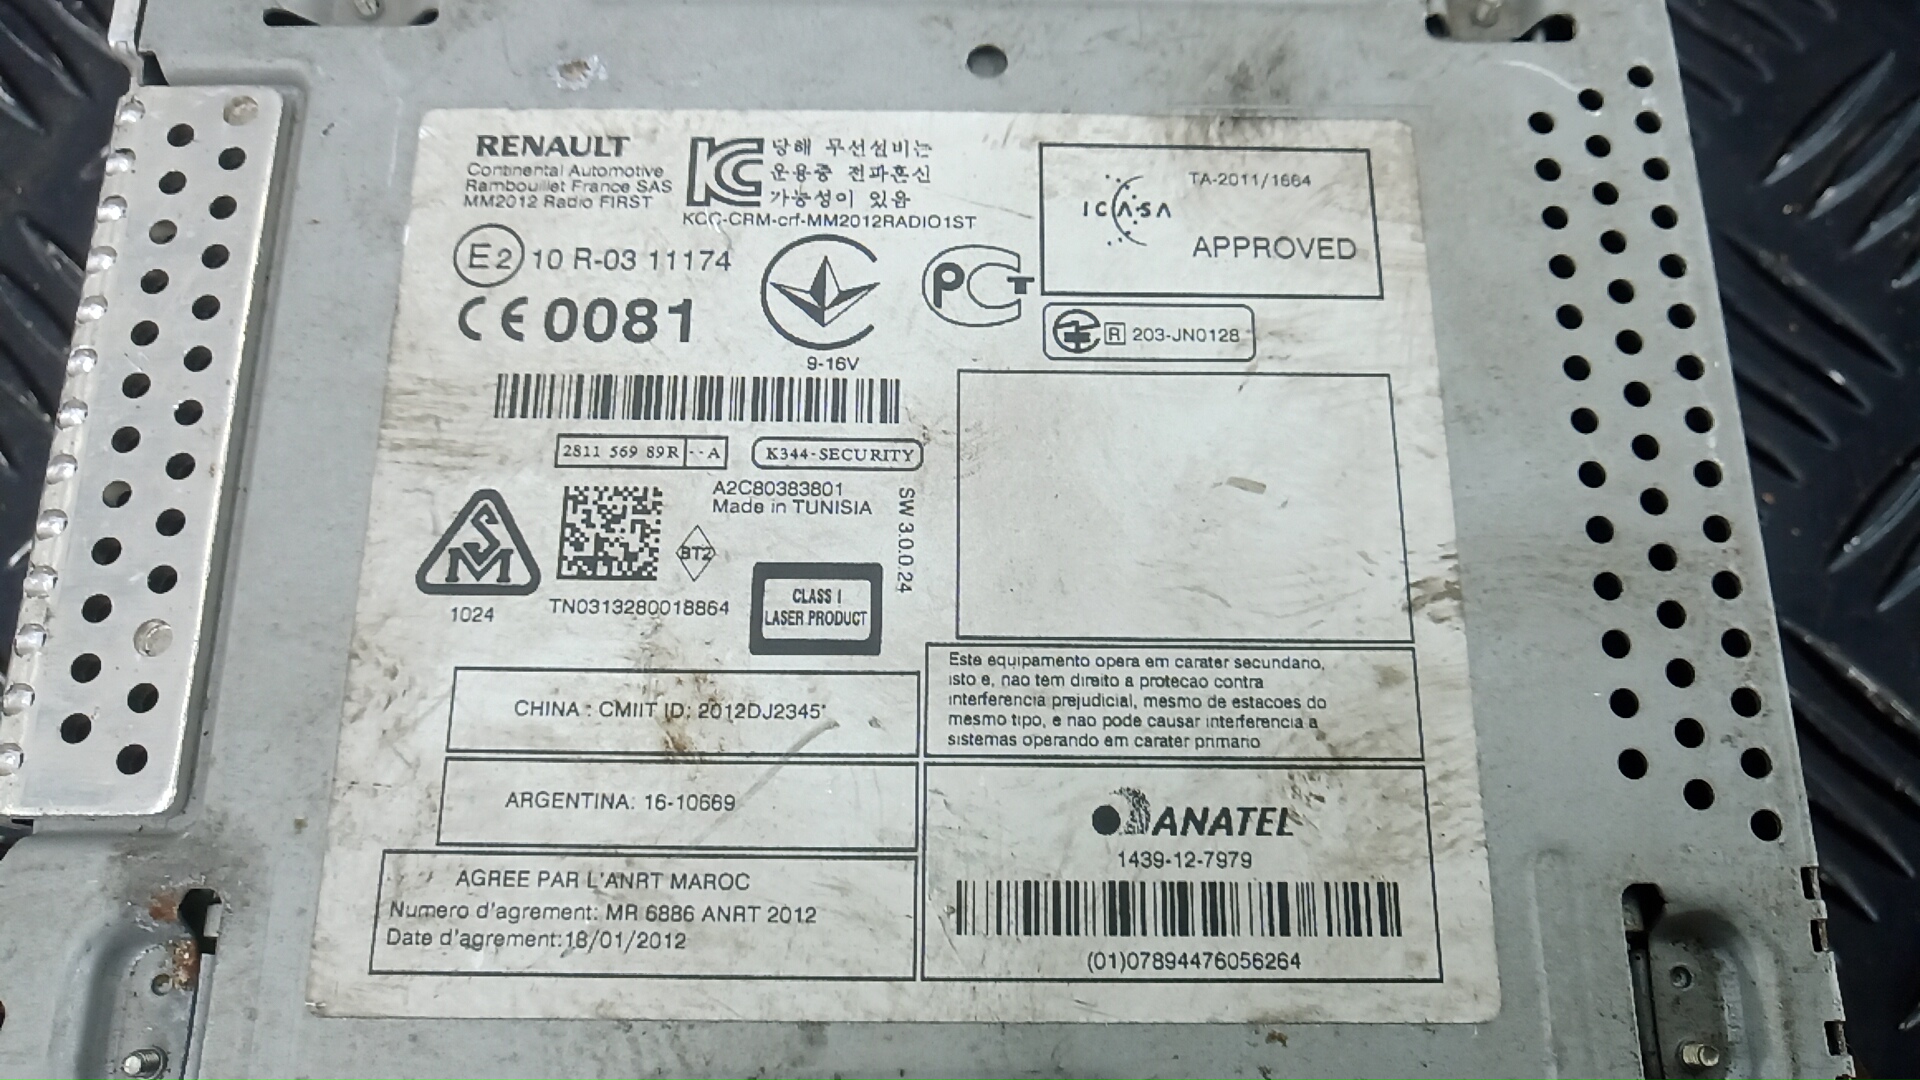 RENAULT
Continental Automotive
Rambouillet France SAS
MM2012 Radio FIRST
당해 무선설비는
운용중 전파혼신
가능성이 있음
KCC-CRM-crf-MM2012RADIO1ST
E2 10 R-03 11174
CE 0081
9-16V
PCT
ICASA
TA-2011/1664
APPROVED
R 203-JN0128
2811 569 89R --A
K344-SECURITY
A2C80383801
Made in TUNISIA
SW 3.0.0.24
SM
1024
BT2
TN0313280018864
CLASS I
LASER PRODUCT
CHINA : CMIIT ID: 2012DJ2345
ARGENTINA: 16-10669
AGREE PAR L'ANRT MAROC
Numero d'agrement: MR 6886 ANRT 2012
Date d'agrement:18/01/2012
Este equipamento opera em carater secundario,
isto e, nao tem direito a protecao contra
interferencia prejudicial, mesmo de estacoes do
mesmo tipo, e nao pode causar interferencia a
sistemas operando em carater primario
ANATEL
1439-12-7979
(01)07894476056264